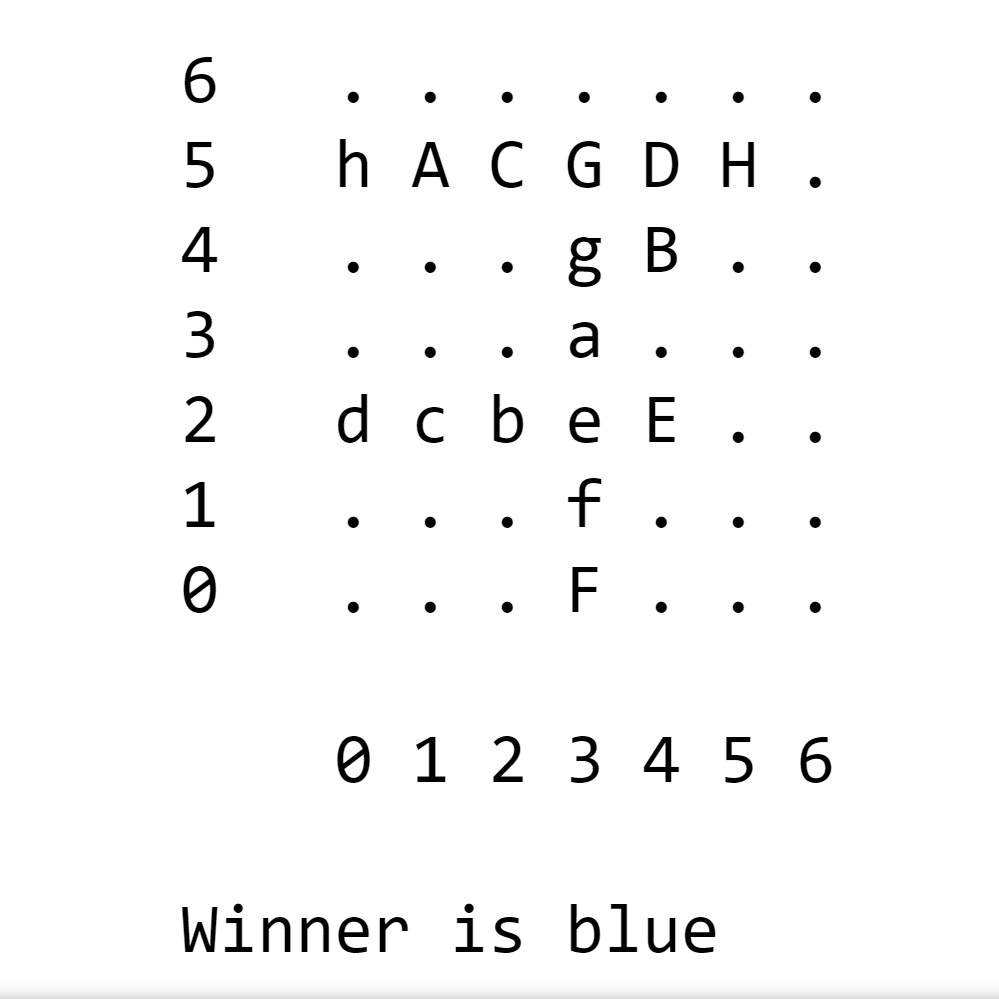 6   . . . . . . .
5   h A C G D H .
4   . . . g B . .
3   . . . a . . .
2   d c b e E . .
1   . . . f . . .
0   . . . F . . .
    0 1 2 3 4 5 6
Winner is blue